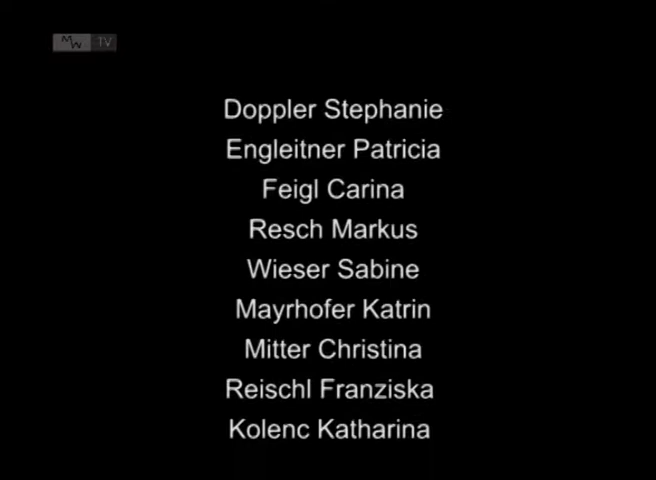 MW TV
Doppler Stephanie
Engleitner Patricia
Feigl Carina
Resch Markus
Wieser Sabine
Mayrhofer Katrin
Mitter Christina
Reischl Franziska
Kolenc Katharina